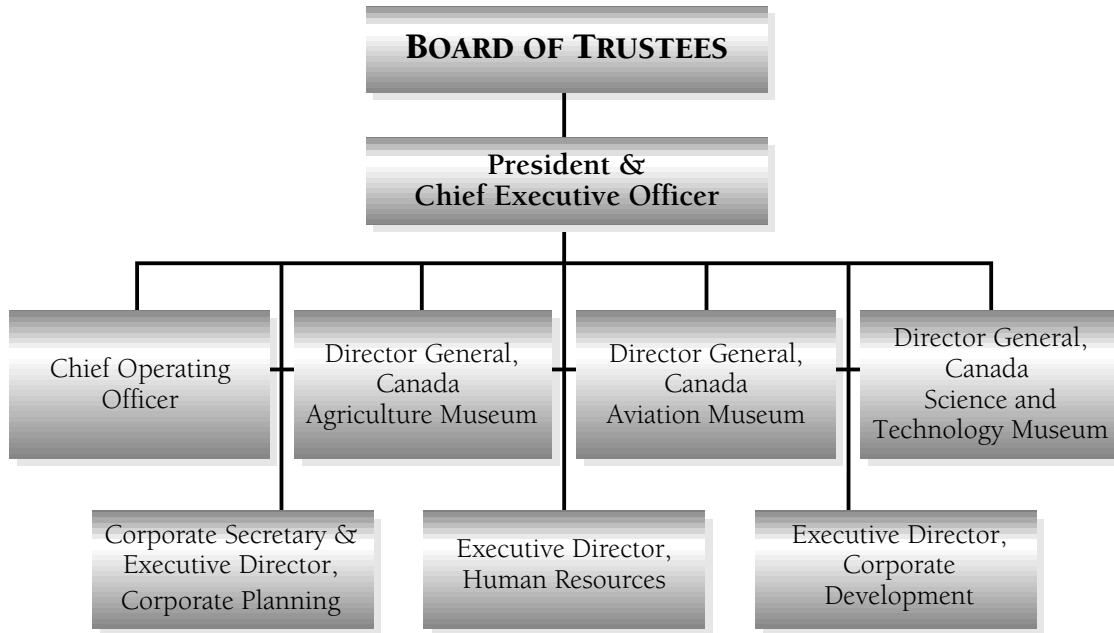 BOARD OF TRUSTEES
President &
Chief Executive Officer
Chief Operating
Officer
Director General,
Canada
Agriculture Museum
Director General,
Canada
Aviation Museum
Director General,
Canada
Science and
Technology Museum
Corporate Secretary &
Executive Director,
Corporate Planning
Executive Director,
Human Resources
Executive Director,
Corporate
Development